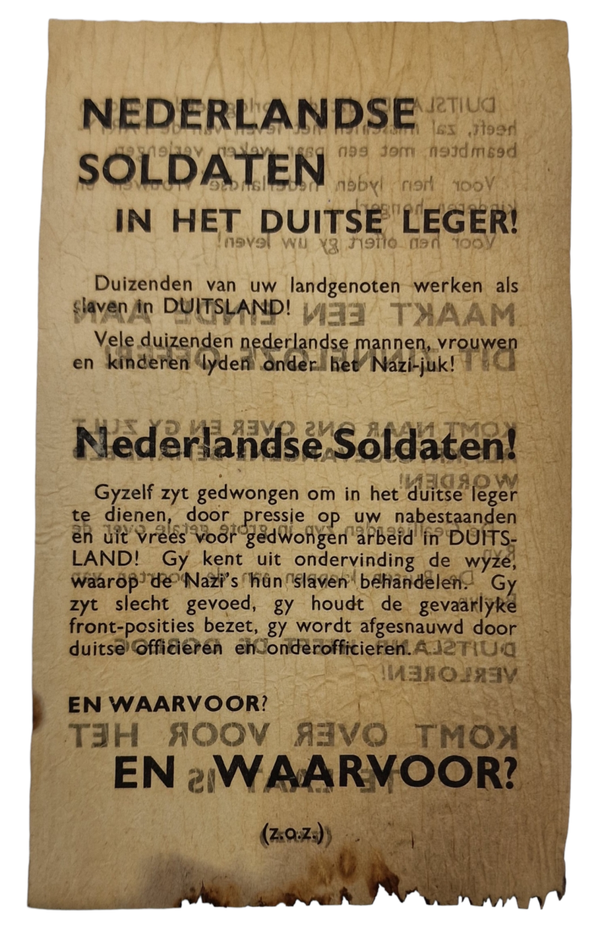 NEDERLANDSE
SOLDATEN
IN HET DUITSE LEGER!
Duizenden van uw landgenoten werken als
slaven in DUITSLAND!
Vele duizenden nederlandse mannen, vrouwen
en kinderen lyden onder het Nazi-juk!
Nederlandse Soldaten!
Gyzelf zyt gedwongen om in het duitse leger
te dienen, door pressie op uw nabestaanden
en uit vrees voor gedwongen arbeid in DUITS-
LAND! Gy kent uit ondervinding de wyze,
waarop de Nazi's hun slaven behandelen. Gy
zyt slecht gevoed, gy houdt de gevaarlyke
front-posities bezet, gy wordt afgesnauwd door
duitse officieren en onderofficieren.
EN WAARVOOR?
EN WAARVOOR?
(z.o.z.)